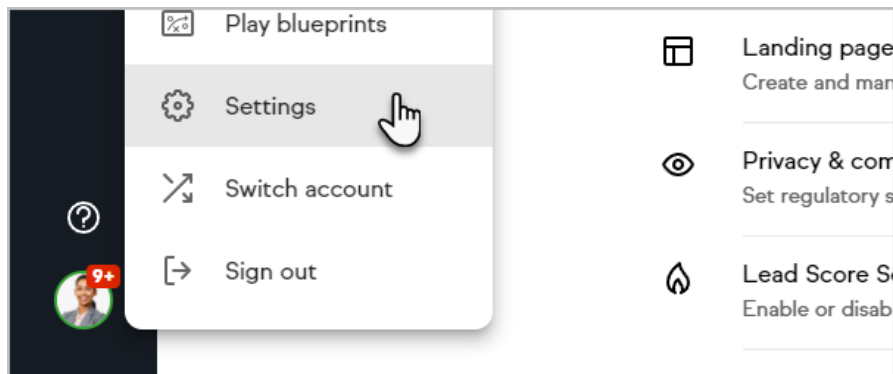 Play blueprints
Settings
Switch account
Sign out
9+
Landing page
Create and man
Privacy & com
Set regulatory s
Lead Score S
Enable or disab